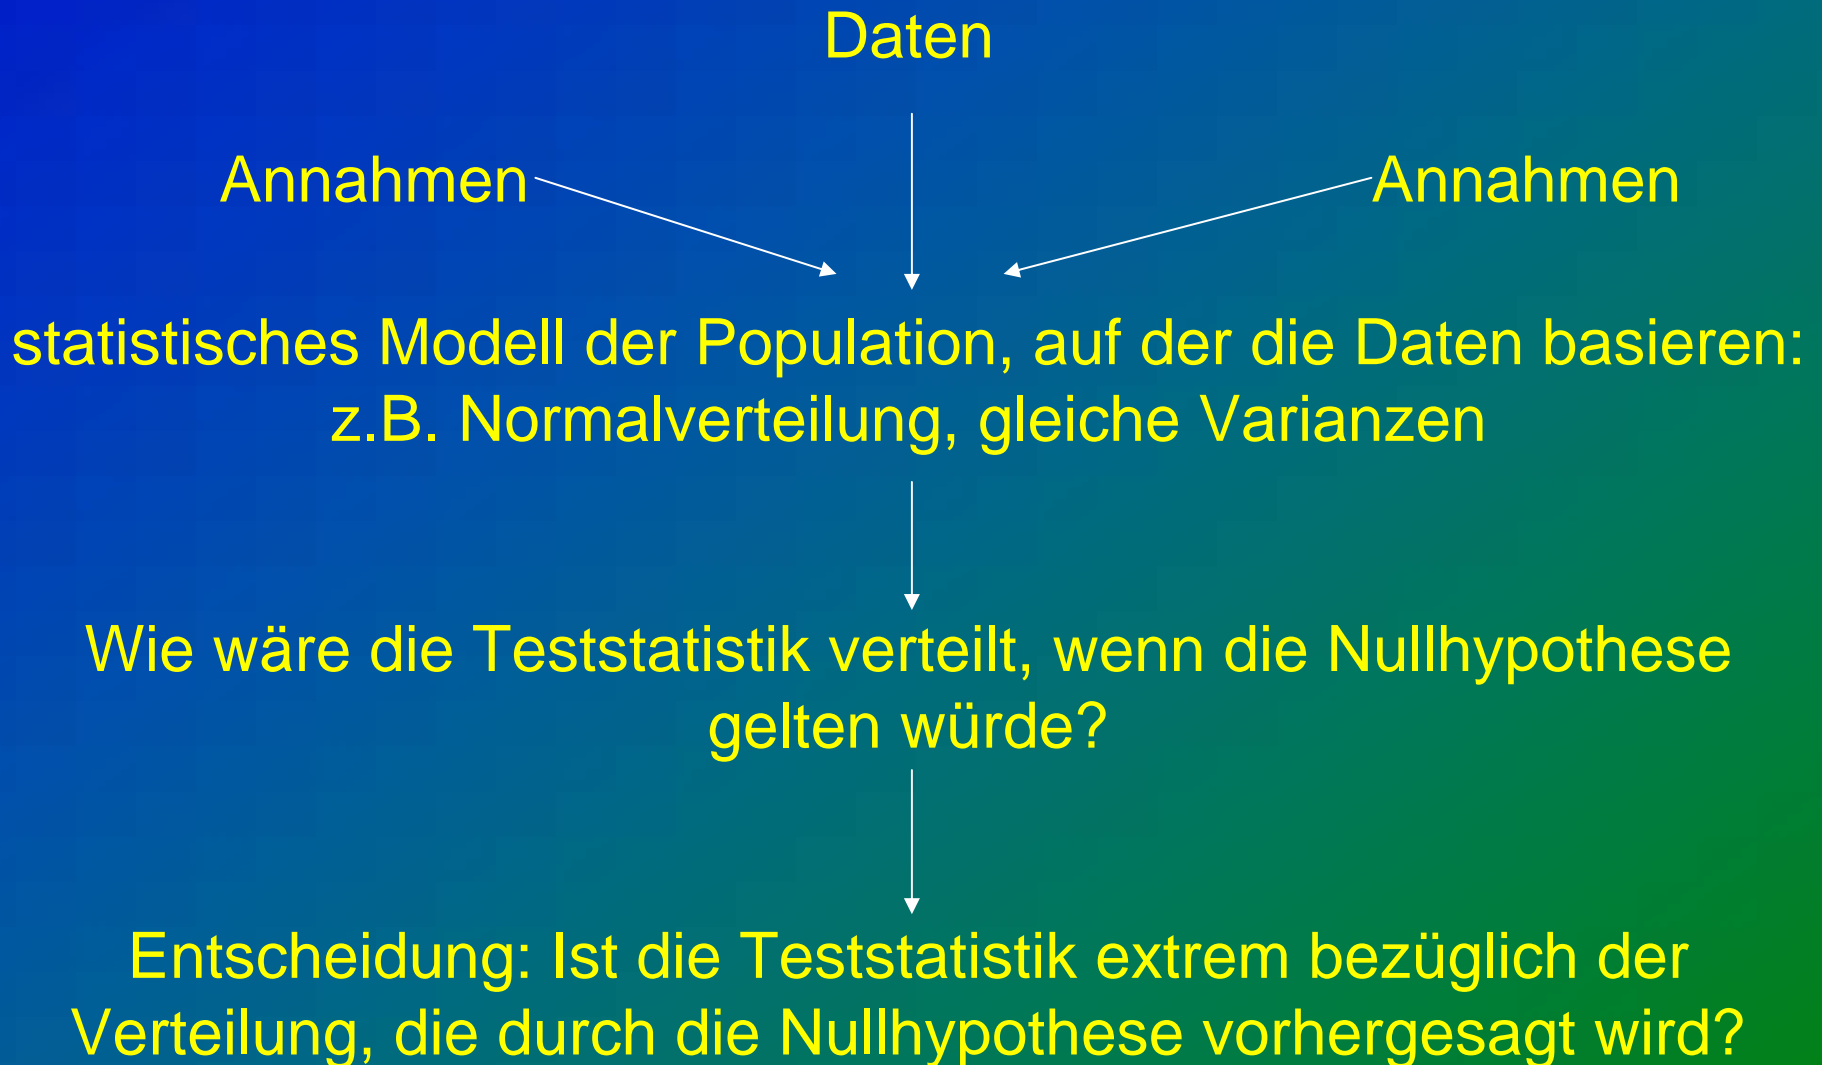 Daten
Annahmen
Annahmen
statistisches Modell der Population, auf der die Daten basieren:
z.B. Normalverteilung, gleiche Varianzen
Wie wäre die Teststatistik verteilt, wenn die Nullhypothese
gelten würde?
Entscheidung: Ist die Teststatistik extrem bezüglich der
Verteilung, die durch die Nullhypothese vorhergesagt wird?